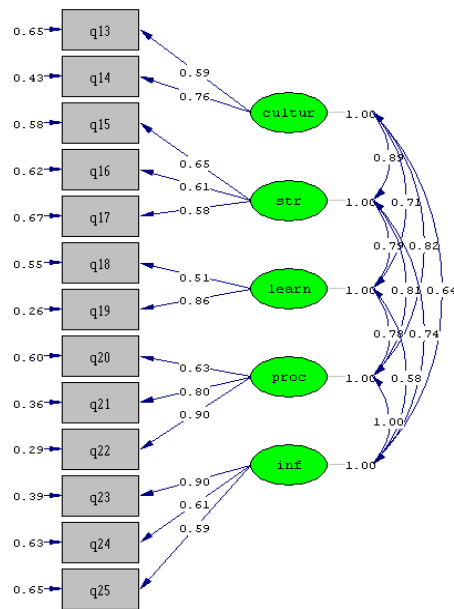 0.65 q13
0.59
0.43 q14
0.76
cultur 1.00
0.58 q15
0.89
0.65
0.62 q16
0.61
str 1.00 0.71
0.67 q17
0.58
0.79 0.82
0.55 q18
0.51
learn 1.00 0.81 0.64
0.26 q19
0.86
0.78 0.74
0.60 q20
0.63
proc 1.00 0.58
0.36 q21
0.80
0.90
1.00
0.29 q22
inf 1.00
0.39 q23
0.90
0.61
0.63 q24
0.59
0.65 q25